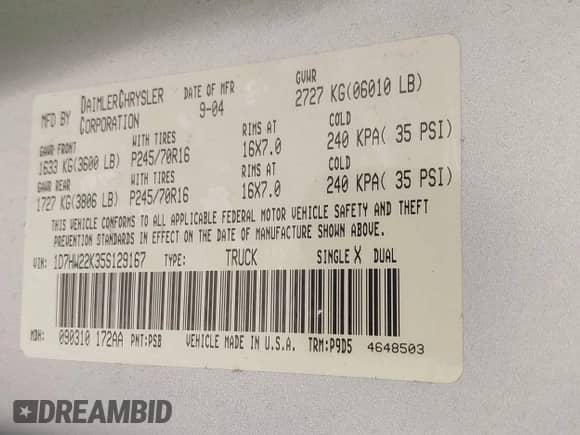 MFD BY DAIMLERCHRYSLER CORPORATION
DATE OF MFR 9-04
GVWR 2727 KG(06010 LB)
GAWR FRONT WITH TIRES RIMS AT COLD
1633 KG(3600 LB) P245/70R16 16X7.0 240 KPA( 35 PSI)
GAWR REAR WITH TIRES RIMS AT COLD
1727 KG(3806 LB) P245/70R16 16X7.0 240 KPA( 35 PSI)
THIS VEHICLE CONFORMS TO ALL APPLICABLE FEDERAL MOTOR VEHICLE SAFETY AND THEFT
PREVENTION STANDARDS IN EFFECT ON THE DATE OF MANUFACTURE SHOWN ABOVE.
VIN: 1D7HW22K35S129167 TYPE: TRUCK SINGLE X DUAL
MDH: 090310 172AA PNT:PSB VEHICLE MADE IN U.S.A. TRM:P9D5 4648503
DREAMBID